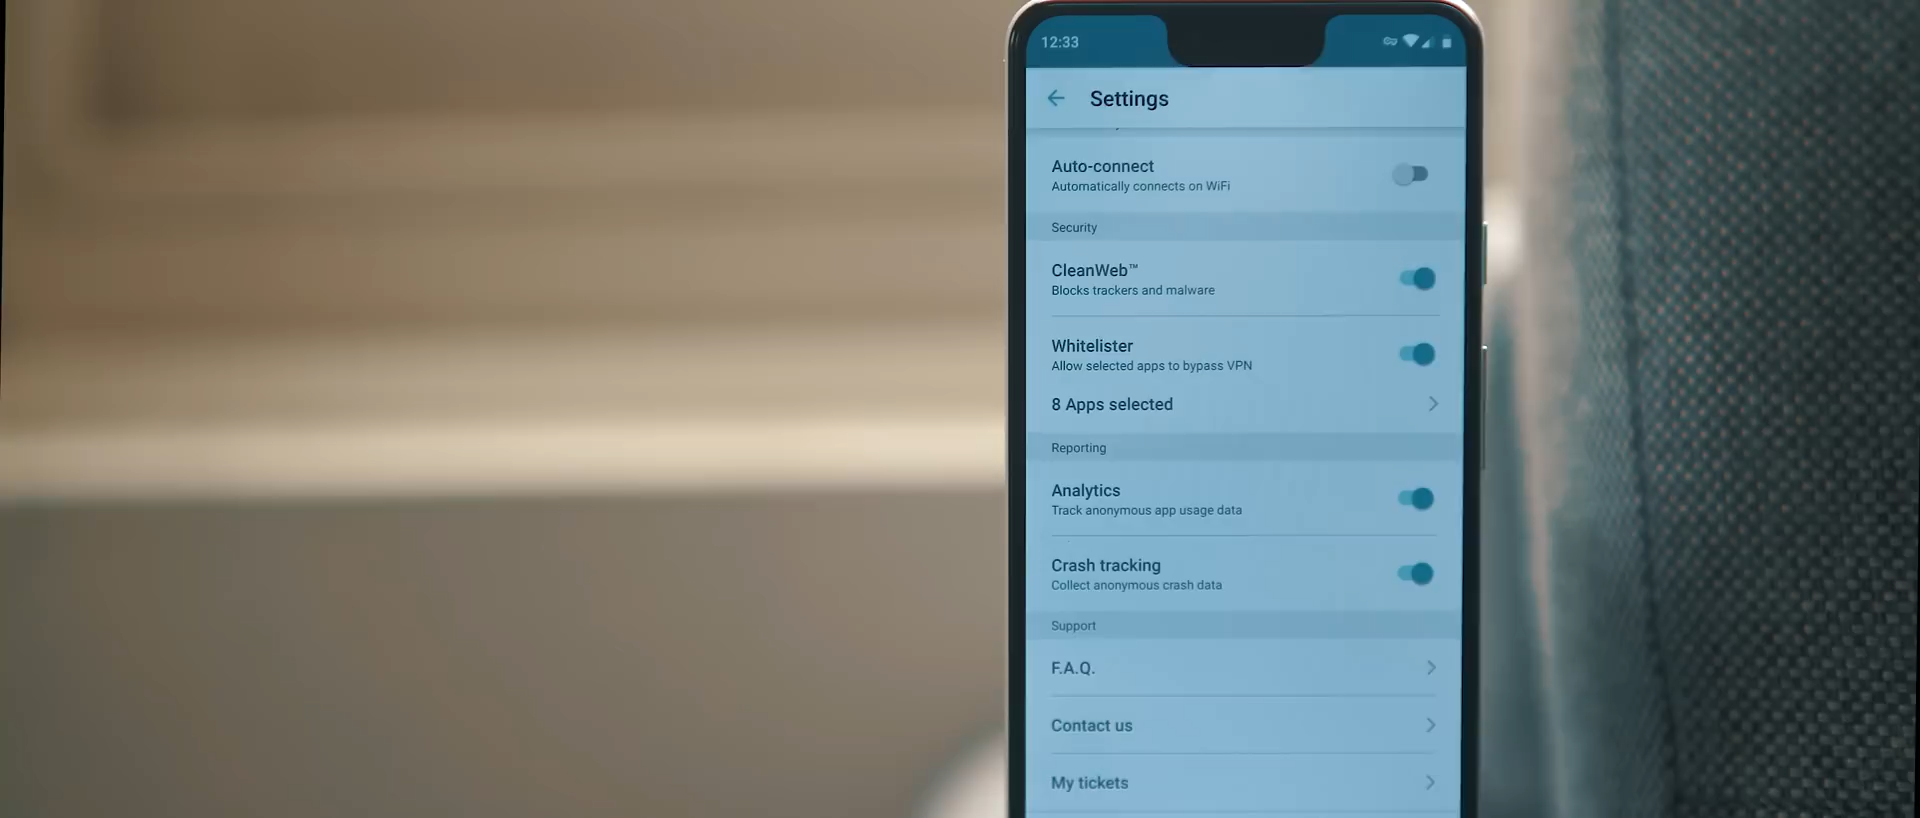 12:33
Settings
Auto-connect
Automatically connects on WiFi
Security
CleanWeb™
Blocks trackers and malware
Whitelister
Allow selected apps to bypass VPN
8 Apps selected
Reporting
Analytics
Track anonymous app usage data
Crash tracking
Collect anonymous crash data
Support
F.A.Q.
Contact us
My tickets